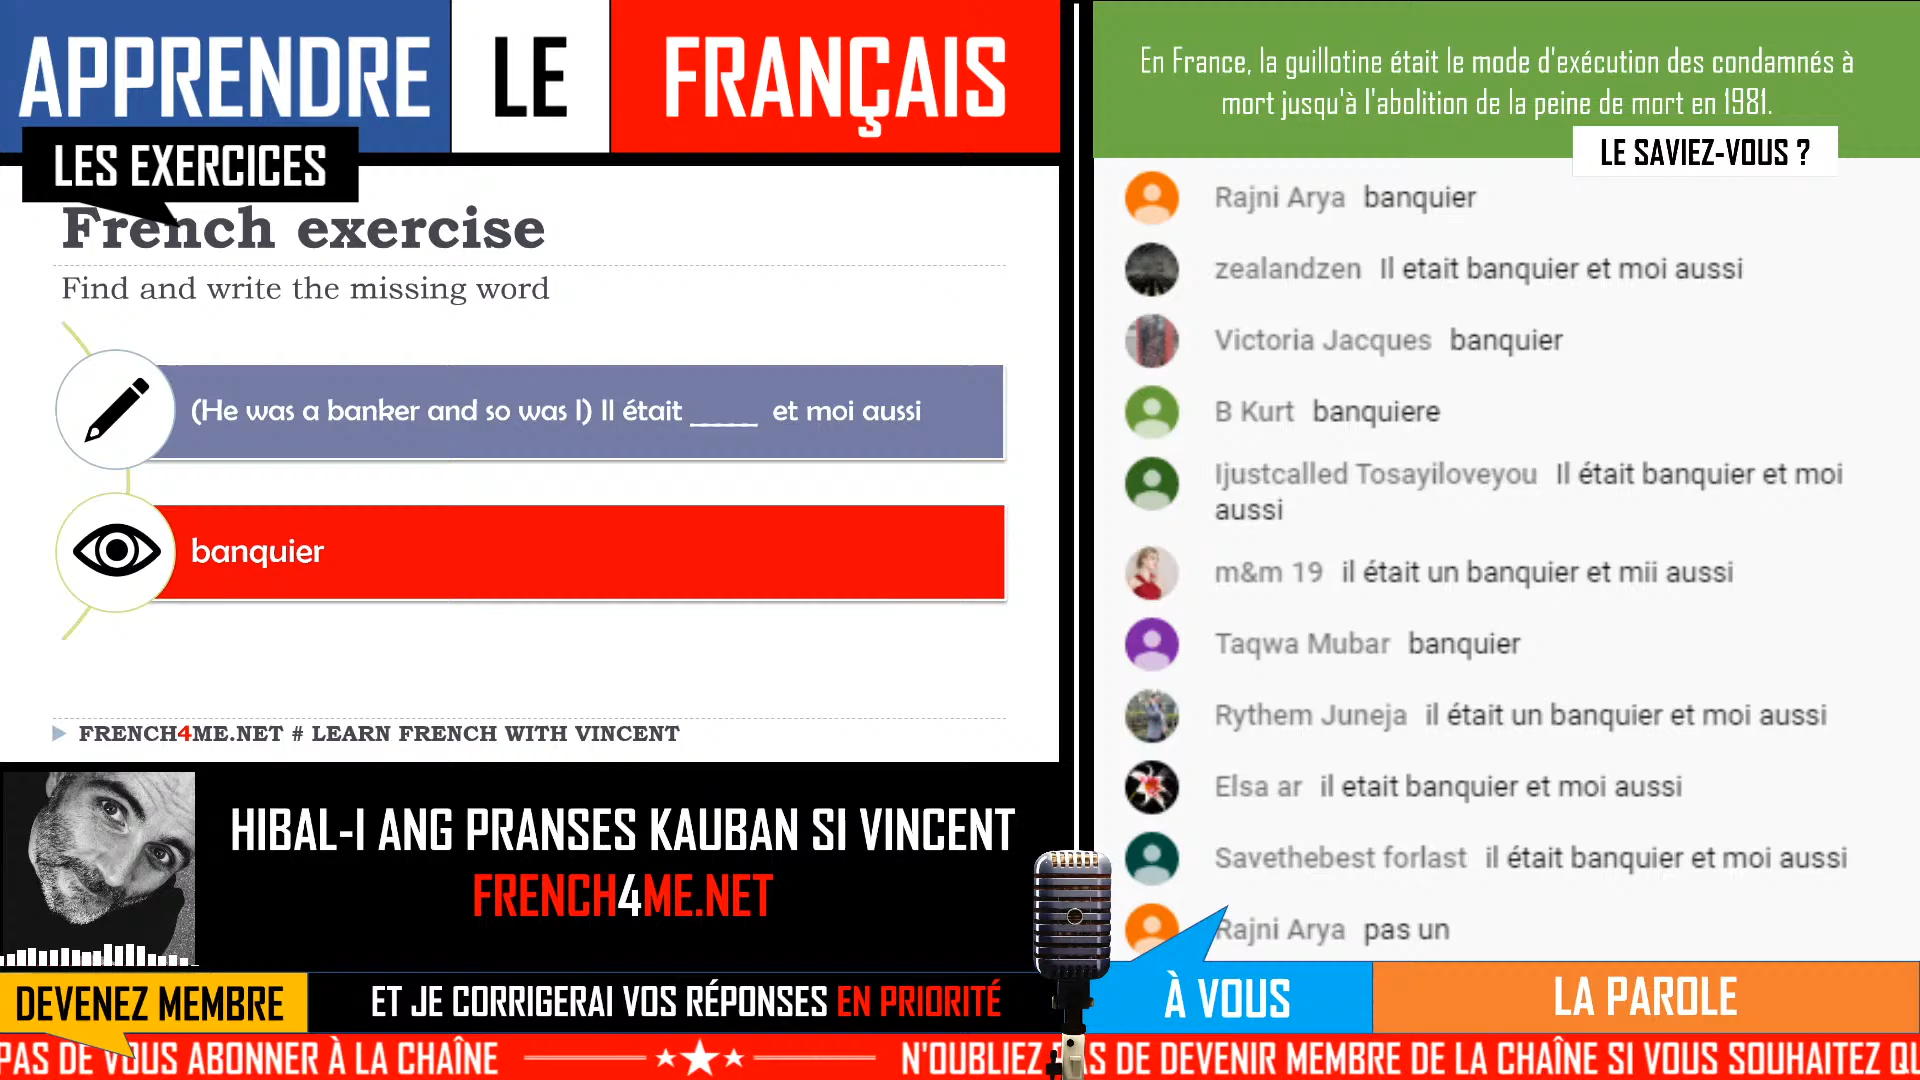 APPRENDRE LE FRANÇAIS
LES EXERCICES
French exercise
Find and write the missing word
(He was a banker and so was I) Il était _____ et moi aussi
banquier
FRENCH4ME.NET # LEARN FRENCH WITH VINCENT
HIBAL-I ANG PRANSES KAUBAN SI VINCENT
FRENCH4ME.NET
DEVENEZ MEMBRE
ET JE CORRIGERAI VOS RÉPONSES EN PRIORITÉ
En France, la guillotine était le mode d'exécution des condamnés à
mort jusqu'à l'abolition de la peine de mort en 1981.
LE SAVIEZ-VOUS ?
Rajni Arya banquier
zealandzen Il etait banquier et moi aussi
Victoria Jacques banquier
B Kurt banquiere
Ijustcalled Tosayiloveyou Il était banquier et moi
aussi
m&m 19 il était un banquier et mii aussi
Taqwa Mubar banquier
Rythem Juneja il était un banquier et moi aussi
Elsa ar il etait banquier et moi aussi
Savethebest forlast il était banquier et moi aussi
Rajni Arya pas un
À VOUS LA PAROLE
PAS DE VOUS ABONNER À LA CHAÎNE N'OUBLIEZ PAS DE DEVENIR MEMBRE DE LA CHAÎNE SI VOUS SOUHAITEZ QU